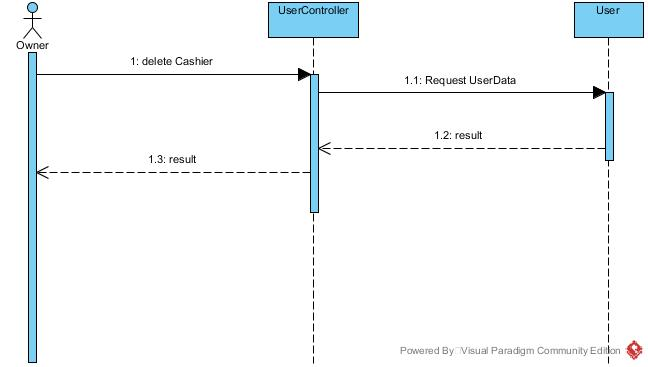 UserController
User
Owner
1: delete Cashier
1.1: Request UserData
1.2: result
1.3: result
Powered By Visual Paradigm Community Edition